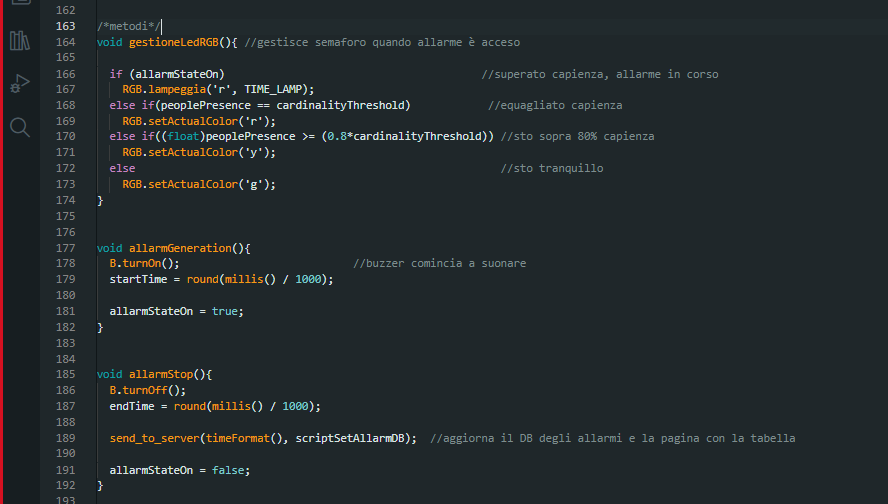 162
163 /*metodi*/
164 void gestioneLedRGB(){ //gestisce semaforo quando allarme è acceso
165
166 if (allarmStateOn) //superato capienza, allarme in corso
167 RGB.lampeggia('r', TIME_LAMP);
168 else if(peoplePresence == cardinalityThreshold) //equagliato capienza
169 RGB.setActualColor('r');
170 else if((float)peoplePresence >= (0.8*cardinalityThreshold)) //sto sopra 80% capienza
171 RGB.setActualColor('y');
172 else //sto tranquillo
173 RGB.setActualColor('g');
174 }
175
176
177 void allarmGeneration(){
178 B.turnOn(); //buzzer comincia a suonare
179 startTime = round(millis() / 1000);
180
181 allarmStateOn = true;
182 }
183
184
185 void allarmStop(){
186 B.turnOff();
187 endTime = round(millis() / 1000);
188
189 send_to_server(timeFormat(), scriptSetAllarmDB); //aggiorna il DB degli allarmi e la pagina con la tabella
190
191 allarmStateOn = false;
192 }
193